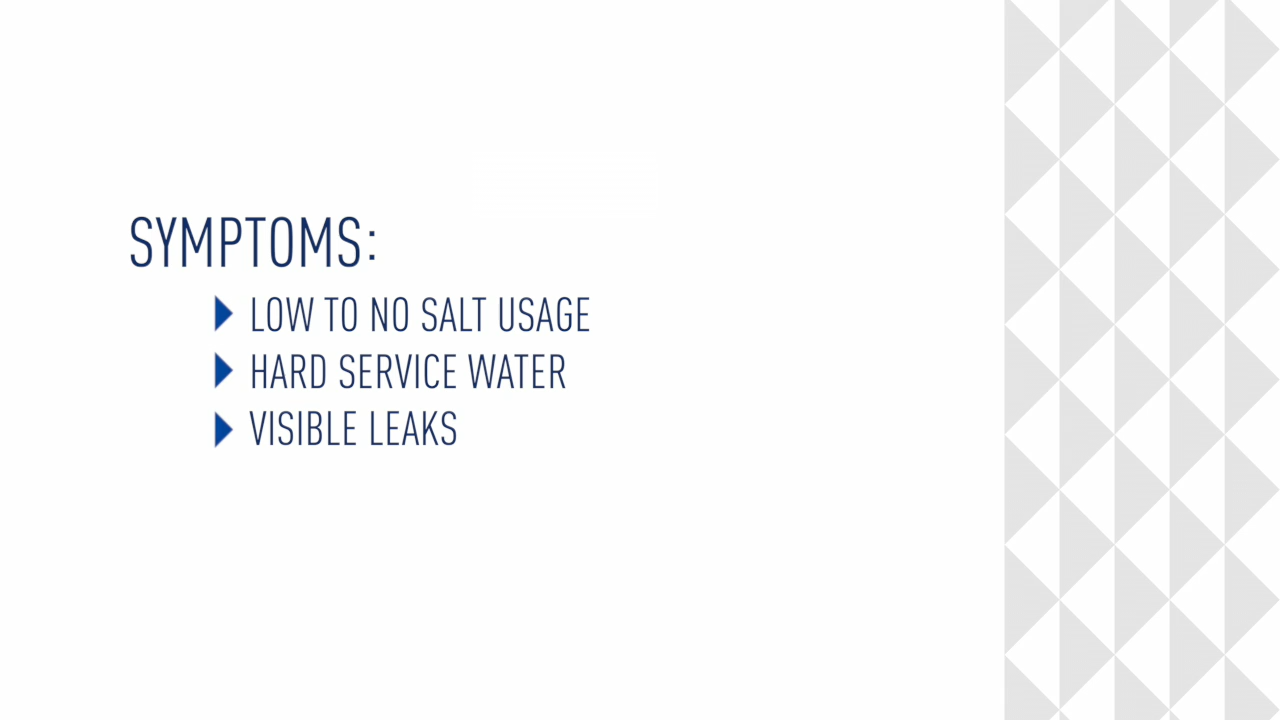 SYMPTOMS:
LOW TO NO SALT USAGE
HARD SERVICE WATER
VISIBLE LEAKS